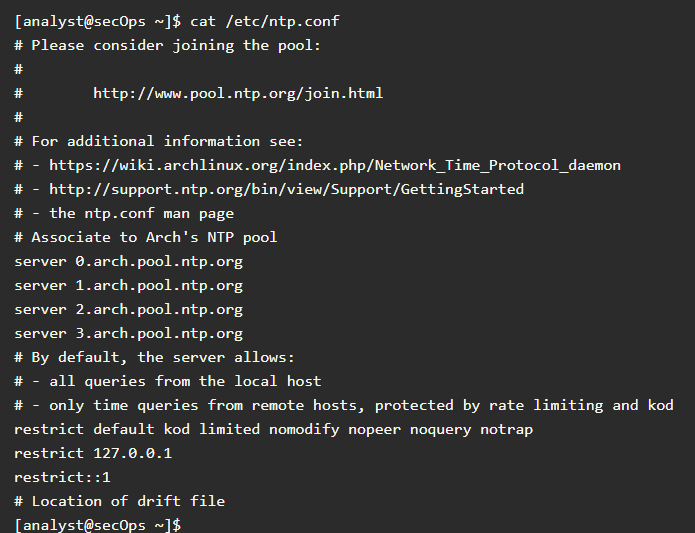 [analyst@secOps ~]$ cat /etc/ntp.conf
# Please consider joining the pool:
#
#        http://www.pool.ntp.org/join.html
#
# For additional information see:
# - https://wiki.archlinux.org/index.php/Network_Time_Protocol_daemon
# - http://support.ntp.org/bin/view/Support/GettingStarted
# - the ntp.conf man page
# Associate to Arch's NTP pool
server 0.arch.pool.ntp.org
server 1.arch.pool.ntp.org
server 2.arch.pool.ntp.org
server 3.arch.pool.ntp.org
# By default, the server allows:
# - all queries from the local host
# - only time queries from remote hosts, protected by rate limiting and kod
restrict default kod limited nomodify nopeer noquery notrap
restrict 127.0.0.1
restrict::1
# Location of drift file
[analyst@secOps ~]$